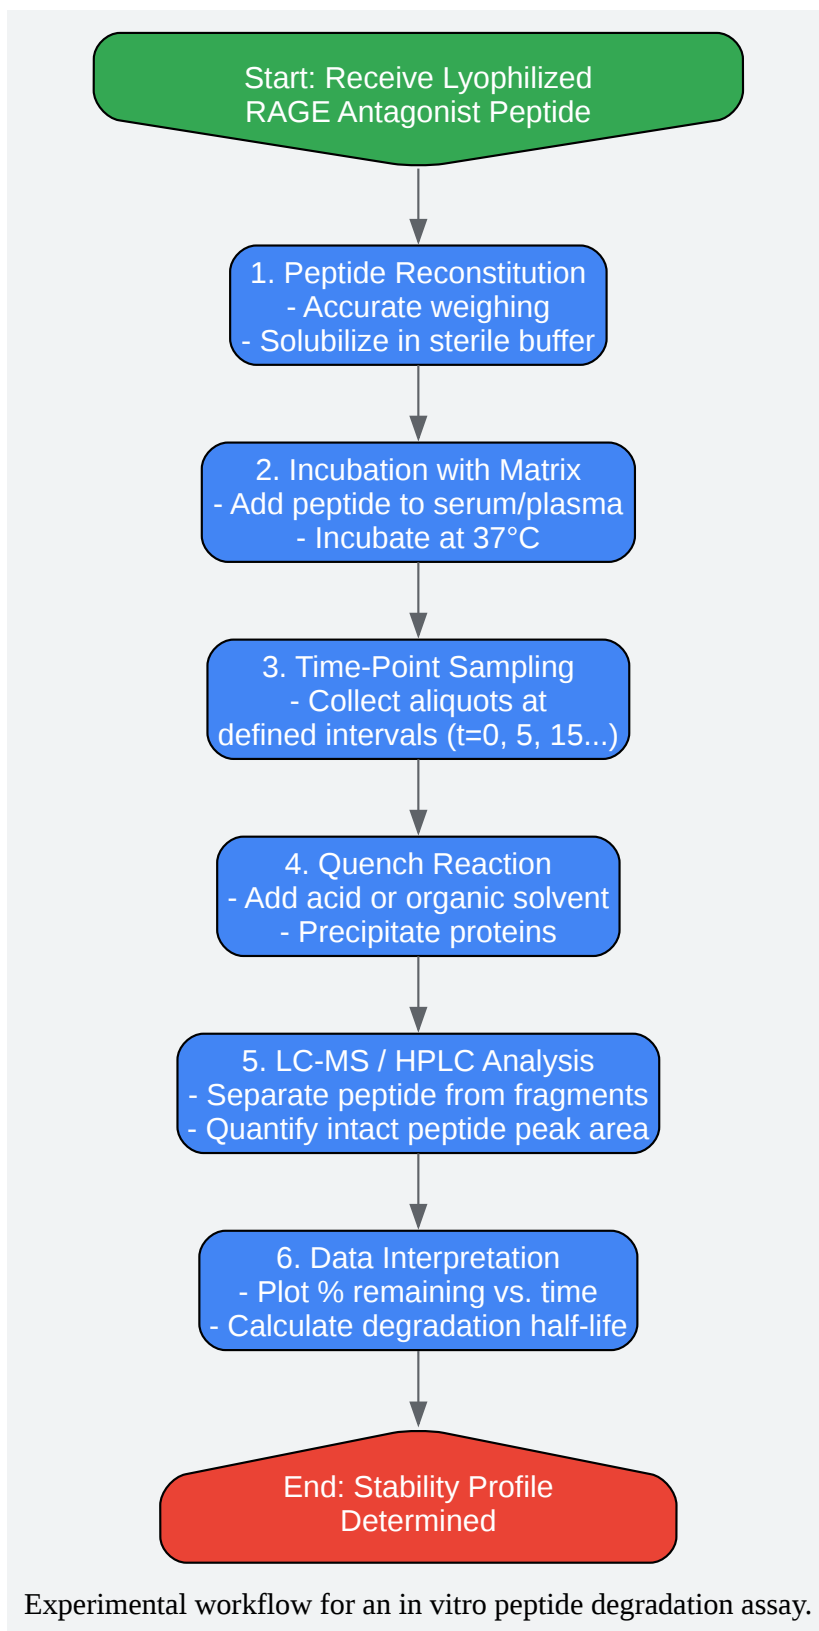 Start: Receive Lyophilized
RAGE Antagonist Peptide
1. Peptide Reconstitution
- Accurate weighing
- Solubilize in sterile buffer
2. Incubation with Matrix
- Add peptide to serum/plasma
- Incubate at 37°C
3. Time-Point Sampling
- Collect aliquots at
defined intervals (t=0, 5, 15...)
4. Quench Reaction
- Add acid or organic solvent
- Precipitate proteins
5. LC-MS / HPLC Analysis
- Separate peptide from fragments
- Quantify intact peptide peak area
6. Data Interpretation
- Plot % remaining vs. time
- Calculate degradation half-life
End: Stability Profile
Determined
Experimental workflow for an in vitro peptide degradation assay.